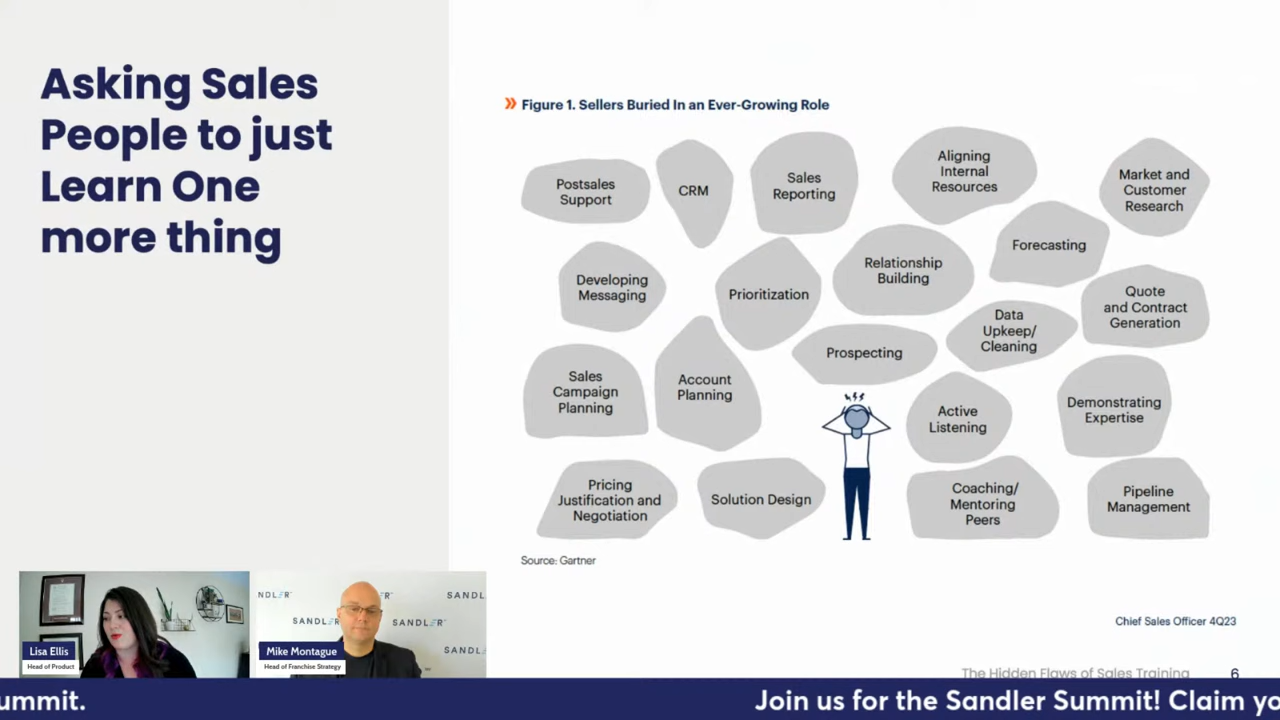 Asking Sales
People to just
Learn One
more thing
» Figure 1. Sellers Buried In an Ever-Growing Role
Postsales
Support
CRM
Sales
Reporting
Aligning
Internal
Resources
Market and
Customer
Research
Developing
Messaging
Prioritization
Relationship
Building
Forecasting
Quote
and Contract
Generation
Data
Upkeep/
Cleaning
Prospecting
Sales
Campaign
Planning
Account
Planning
Active
Listening
Demonstrating
Expertise
Pricing
Justification and
Negotiation
Solution Design
Coaching/
Mentoring
Peers
Pipeline
Management
Source: Gartner
Chief Sales Officer 4Q23
The Hidden Flaws of Sales Training
6
Lisa Ellis
Head of Product
SANDLER
SANDLER
Mike Montague
Head of Franchise Strategy
ummit.
Join us for the Sandler Summit! Claim yo